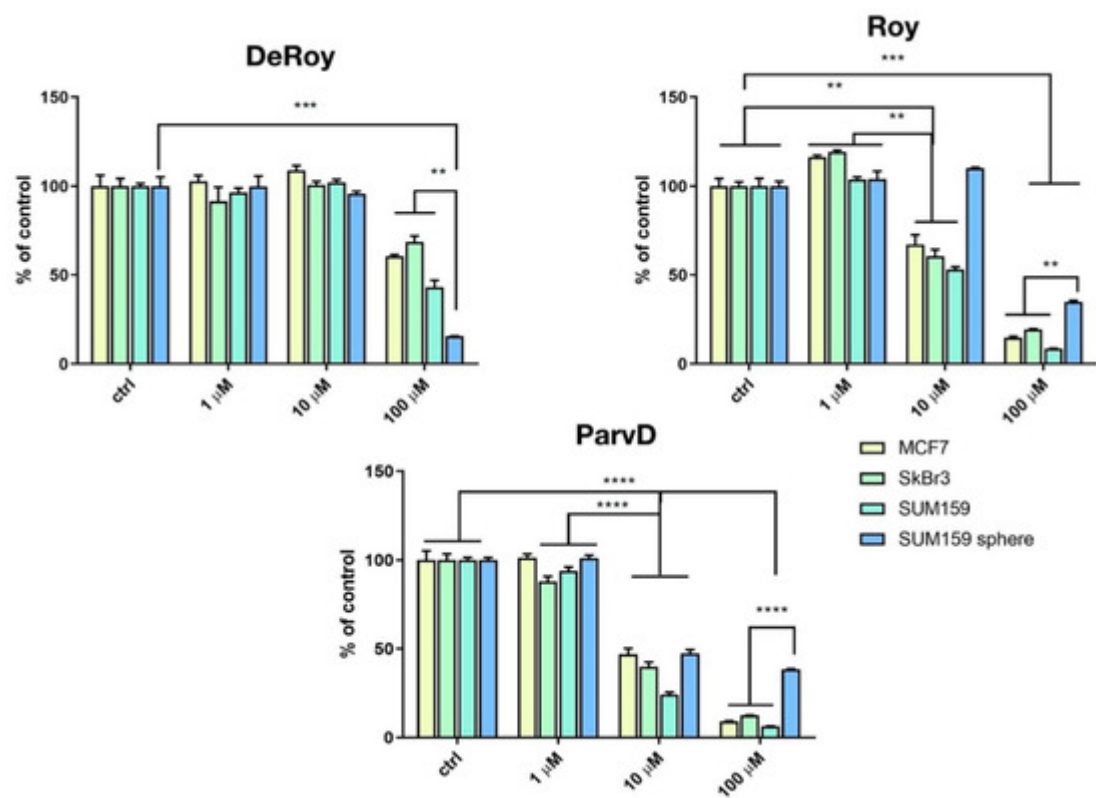 DeRoy
***
**
% of control
150
100
50
0
ctrl
1 μM
10 μM
100 μM
Roy
***
**
**
**
% of control
150
100
50
0
ctrl
1 μM
10 μM
100 μM
ParvD
****
****
****
% of control
150
100
50
0
ctrl
1 μM
10 μM
100 μM
MCF7
SkBr3
SUM159
SUM159 sphere